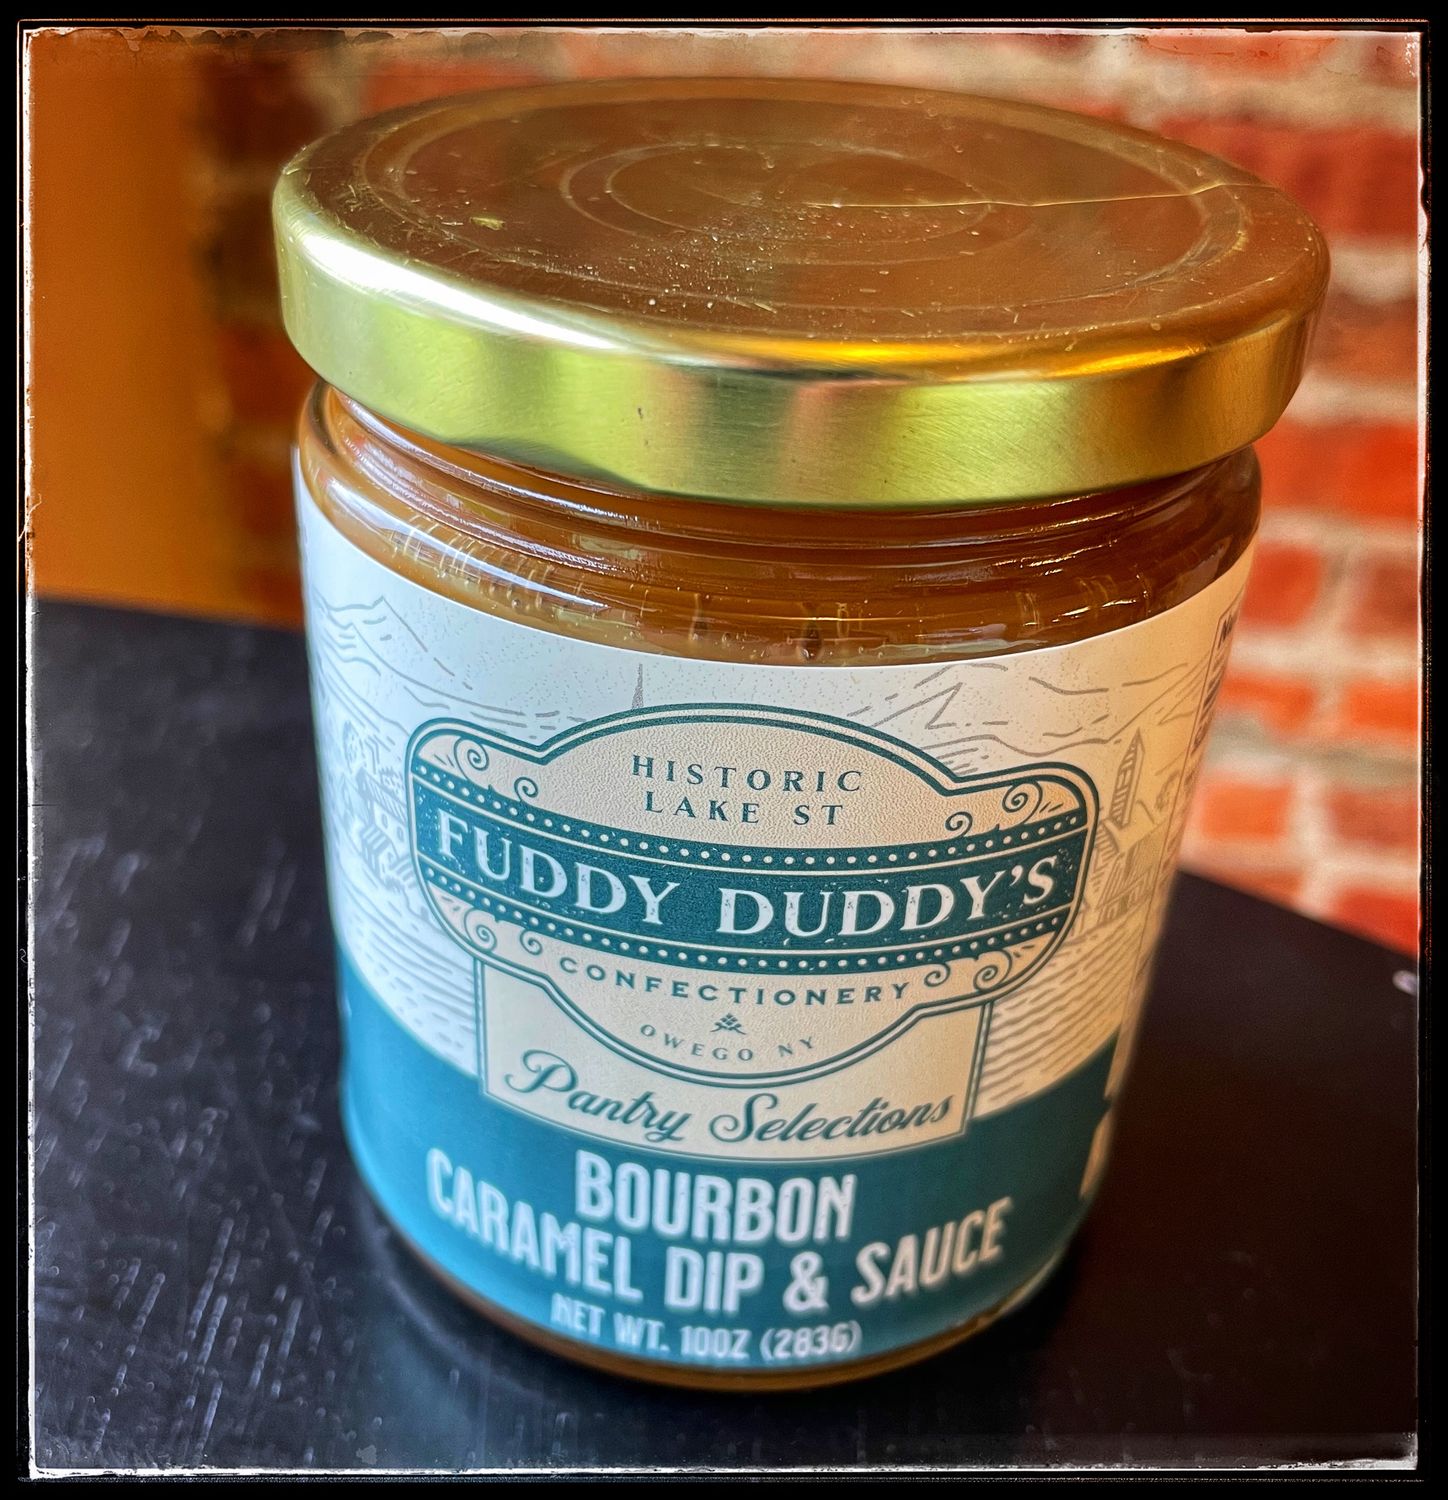 HISTORIC
LAKE ST
FUDDY DUDDY'S
CONFECTIONERY
OWEGO NY
Pantry Selections
BOURBON
CARAMEL DIP & SAUCE
NET WT. 10OZ (283G)